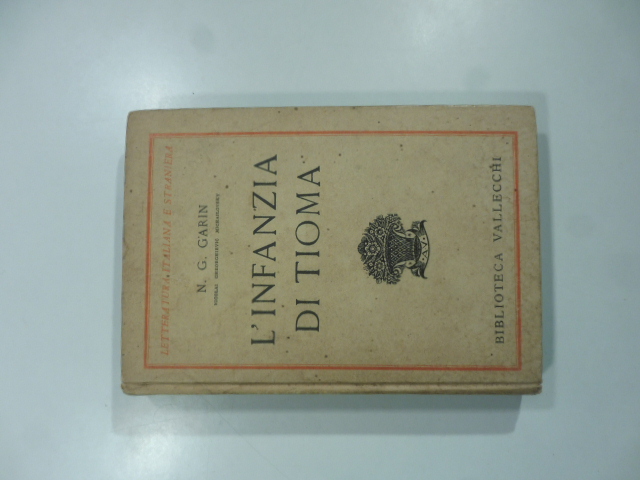 LETTERATURA ITALIANA E STRANIERA
N. G. GARIN
L'INFANZIA
DI TIOMA
A. V.
BIBLIOTECA VALLECCHI